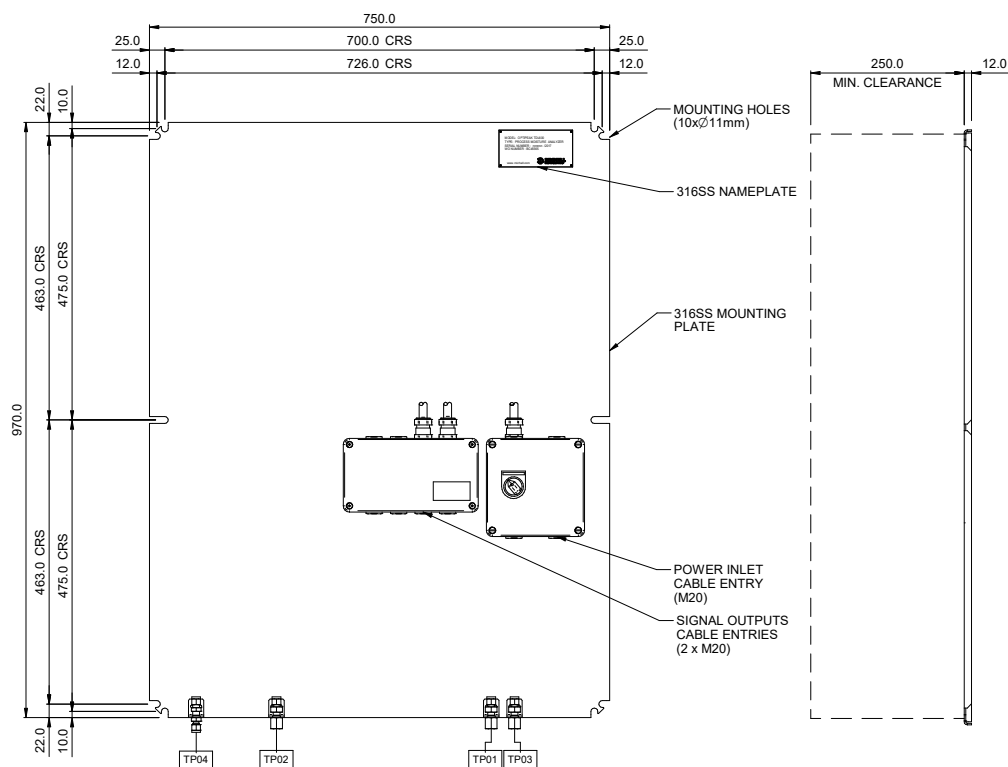 750.0
25.0
700.0 CRS
25.0
12.0
726.0 CRS
12.0
250.0
MIN. CLEARANCE
12.0
22.0
10.0
463.0 CRS
475.0 CRS
970.0
463.0 CRS
475.0 CRS
22.0
10.0
MOUNTING HOLES
(10xØ11mm)
316SS NAMEPLATE
316SS MOUNTING
PLATE
POWER INLET
CABLE ENTRY
(M20)
SIGNAL OUTPUTS
CABLE ENTRIES
(2 x M20)
TP04
TP02
TP01
TP03